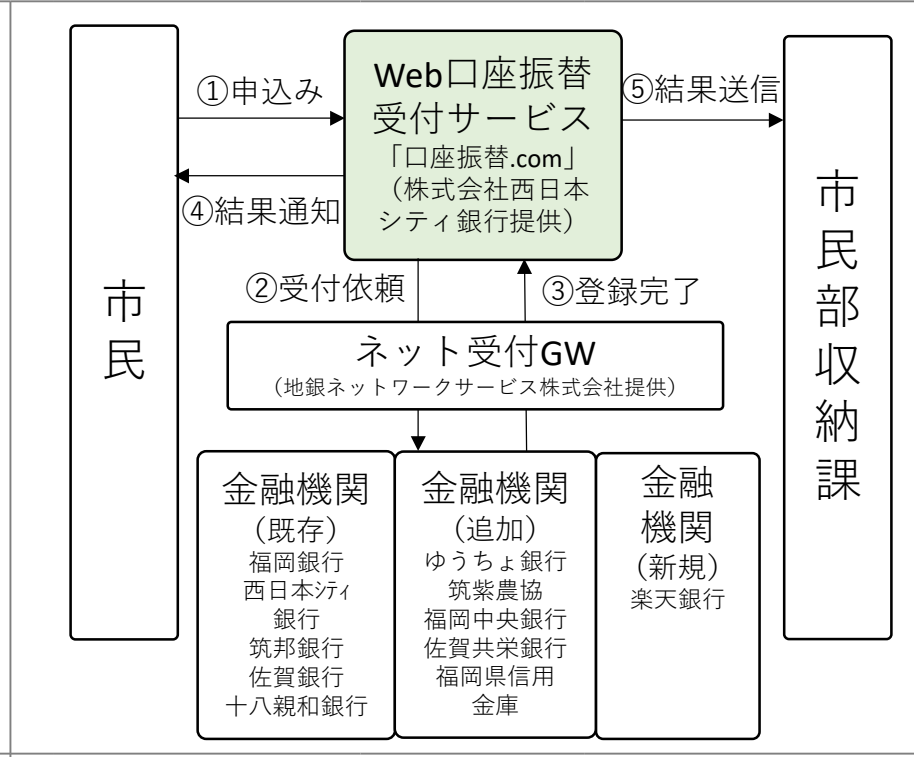 市民
①申込み
④結果通知
Web口座振替
受付サービス
「口座振替.com」
（株式会社西日本
シティ銀行提供）
⑤結果送信
②受付依頼
③登録完了
ネット受付GW
（地銀ネットワークサービス株式会社提供）
金融機関
（既存）
福岡銀行
西日本ｼﾃｨ
銀行
筑邦銀行
佐賀銀行
十八親和銀行
金融機関
（追加）
ゆうちょ銀行
筑紫農協
福岡中央銀行
佐賀共栄銀行
福岡県信用
金庫
金融
機関
（新規）
楽天銀行
市民部収納課